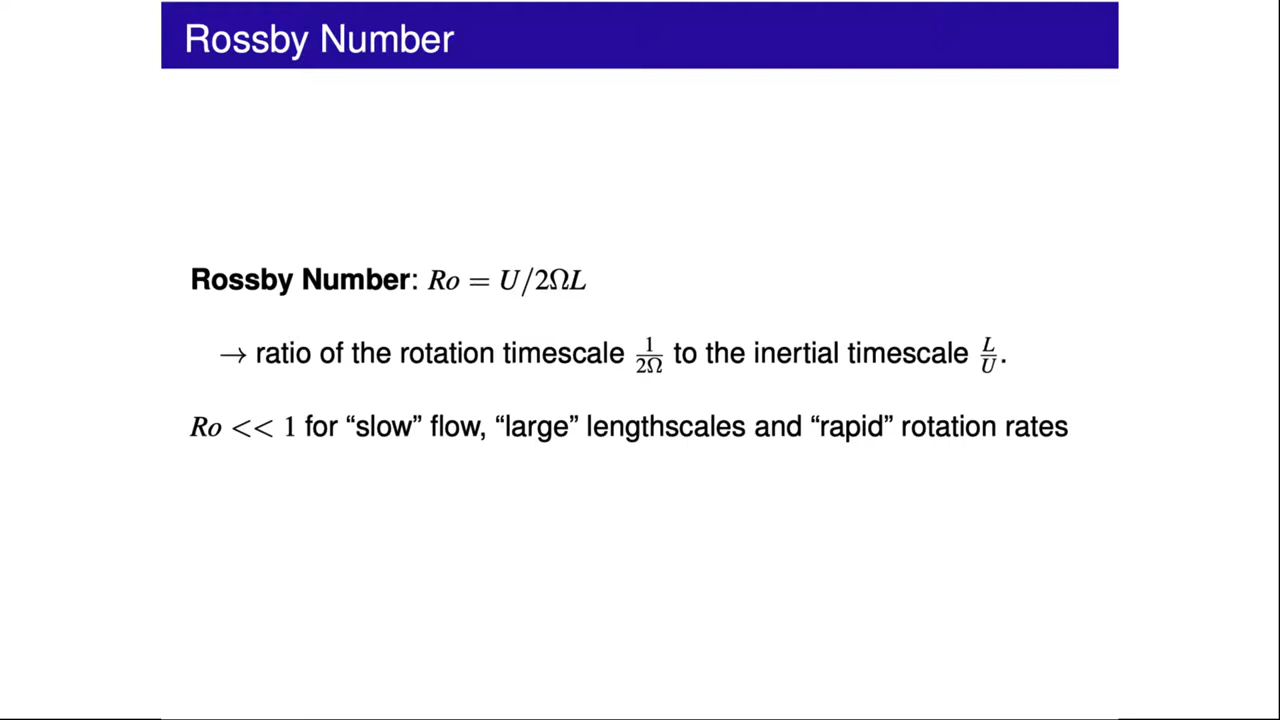 Rossby Number
Rossby Number: Ro = U/2ΩL
→ ratio of the rotation timescale 1/2Ω to the inertial timescale L/U.
Ro << 1 for “slow” flow, “large” lengthscales and “rapid” rotation rates